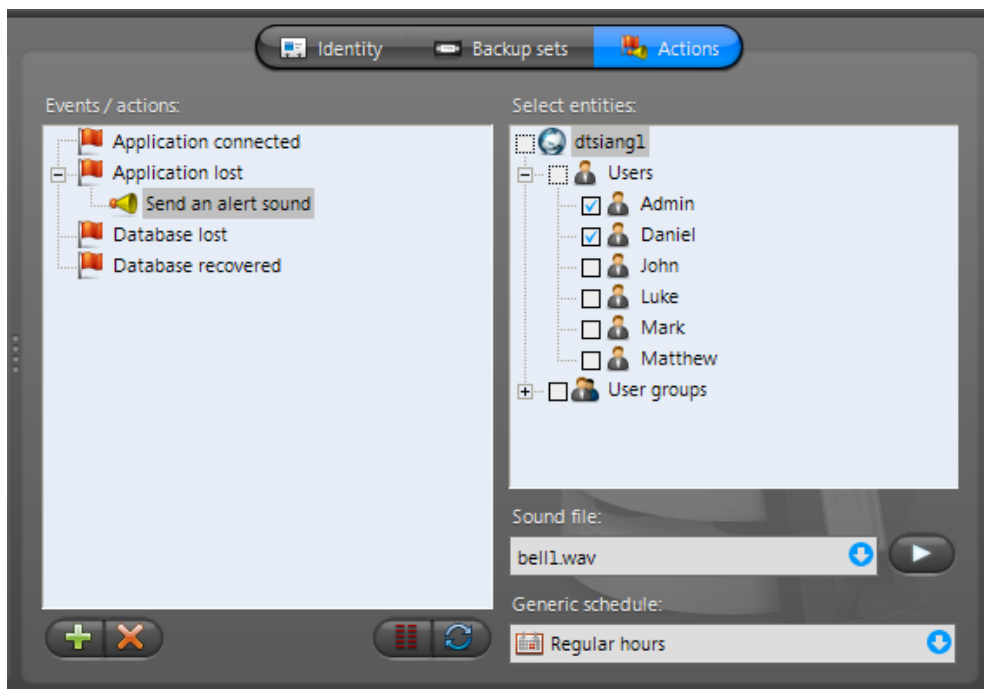 Identity
Backup sets
Actions
Events / actions:
Application connected
Application lost
Send an alert sound
Database lost
Database recovered
Select entities:
dtsiang1
Users
Admin
Daniel
John
Luke
Mark
Matthew
User groups
Sound file:
bell1.wav
Generic schedule:
Regular hours